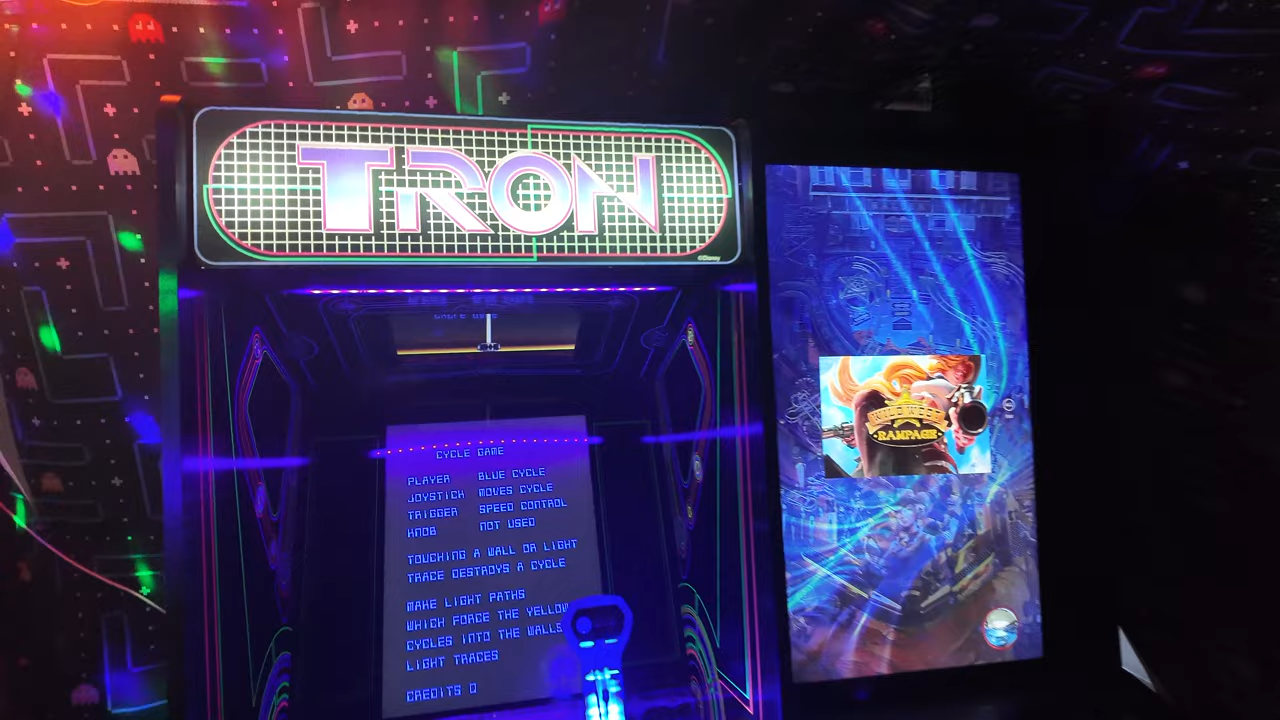 TRON
©Disney
CYCLE GAME
PLAYER BLUE CYCLE
JOYSTICK MOVES CYCLE
TRIGGER SPEED CONTROL
KNOB NOT USED
TOUCHING A WALL OR LIGHT
TRACE DESTROYS A CYCLE
MAKE LIGHT PATHS
WHICH FORCE THE YELLOW
CYCLES INTO THE WALLS
LIGHT TRACES
CREDITS 0
RAMPAGE